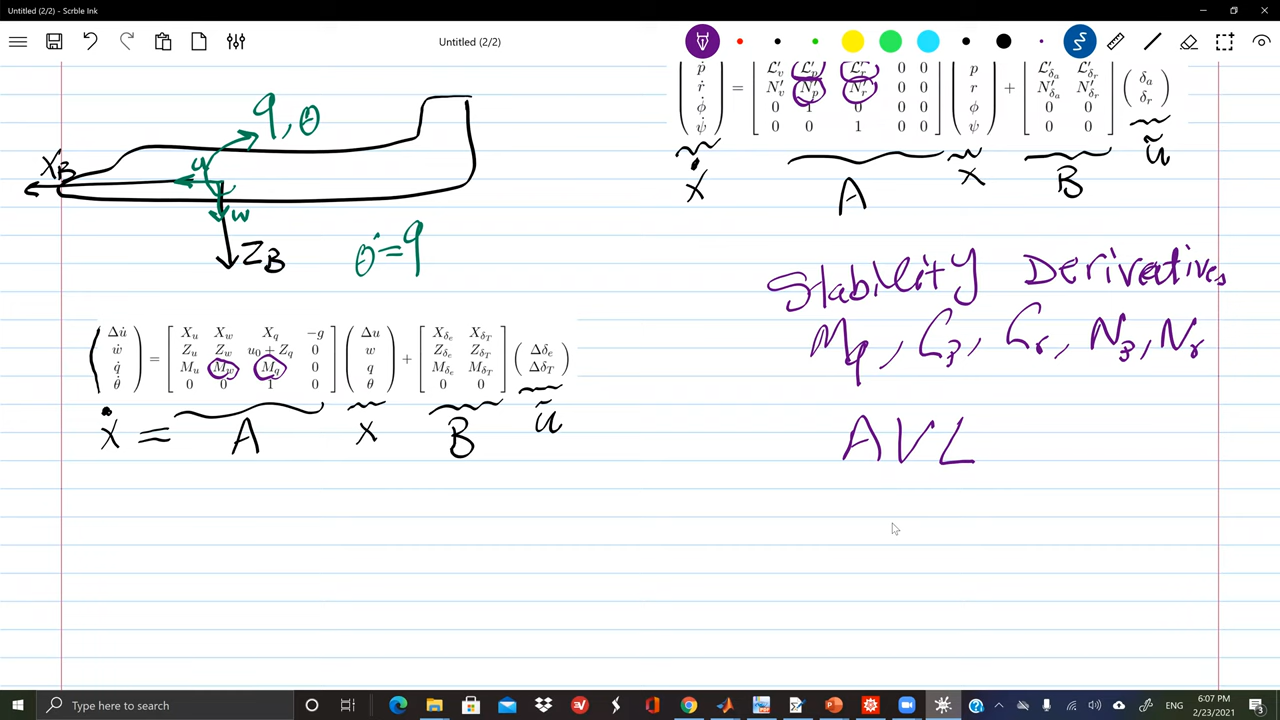 Untitled (2/2) - Scrble Ink
Untitled (2/2)
q, θ
X_B
u
w
Z_B
θ̇ = q
ṗ 𝓛'_v 𝓛'_p 𝓛'_r 0 0 p 𝓛'_δa 𝓛'_δr δ_a
ṙ = N'_v N'_p N'_r 0 0 r + N'_δa N'_δr δ_r
ϕ̇ 0 1 0 0 0 ϕ 0 0
ψ̇ 0 0 1 0 0 ψ 0 0
ẋ A x B ũ
Stability Derivatives
M_q, L_p, L_r, N_p, N_r
AVL
Δu̇ X_u X_w X_q −g Δu X_δe X_δT
ẇ = Z_u Z_w u_0 + Z_q 0 w + Z_δe Z_δT Δδ_e
q̇ M_u M_w M_q 0 q M_δe M_δT Δδ_T
θ̇ 0 0 1 0 θ 0 0
ẋ = A x B ũ
Type here to search
ENG
6:07 PM
2/23/2021